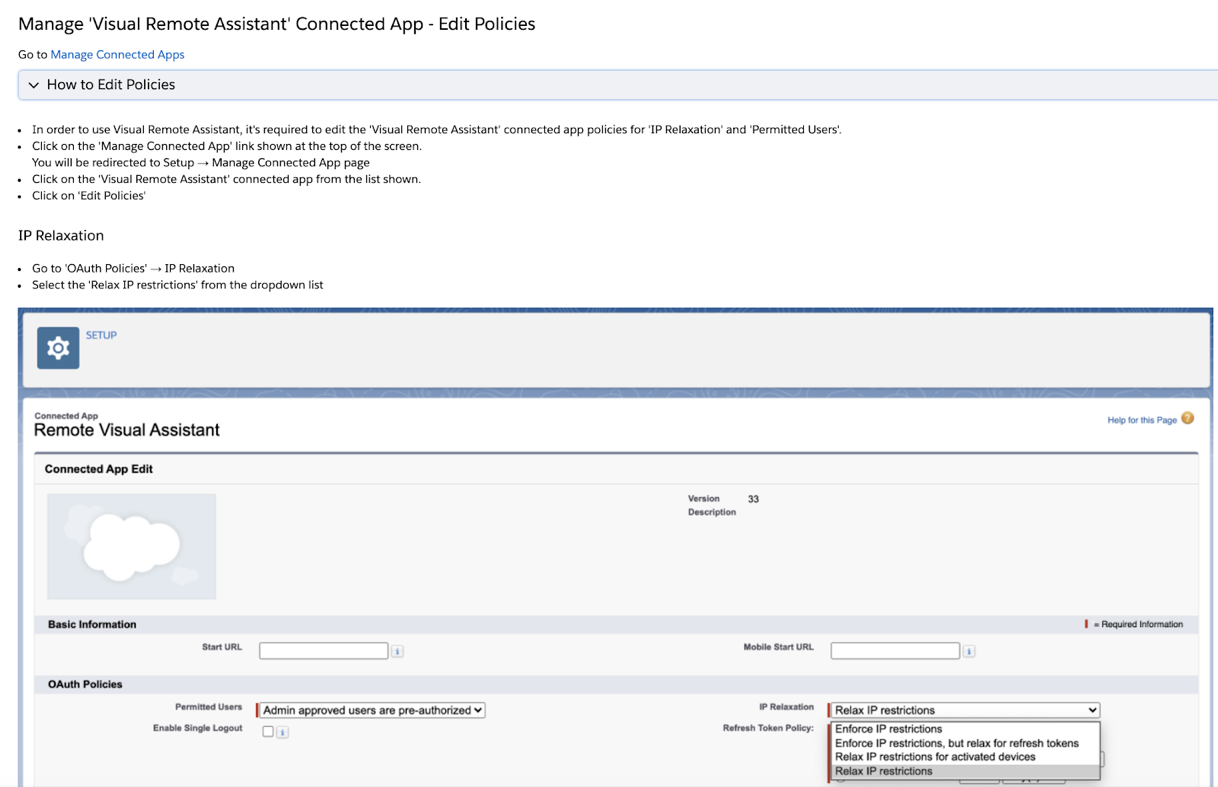 Manage 'Visual Remote Assistant' Connected App - Edit Policies
Go to Manage Connected Apps
How to Edit Policies
• In order to use Visual Remote Assistant, it's required to edit the 'Visual Remote Assistant' connected app policies for 'IP Relaxation' and 'Permitted Users'.
• Click on the 'Manage Connected App' link shown at the top of the screen.
You will be redirected to Setup → Manage Connected App page
• Click on the 'Visual Remote Assistant' connected app from the list shown.
• Click on 'Edit Policies'
IP Relaxation
• Go to 'OAuth Policies' → IP Relaxation
• Select the 'Relax IP restrictions' from the dropdown list
SETUP
Connected App
Remote Visual Assistant
Help for this Page ?
Connected App Edit
Version 33
Description
Basic Information
= Required Information
Start URL
Mobile Start URL
OAuth Policies
Permitted Users Admin approved users are pre-authorized
IP Relaxation Relax IP restrictions
Enable Single Logout
Refresh Token Policy:
Enforce IP restrictions
Enforce IP restrictions, but relax for refresh tokens
Relax IP restrictions for activated devices
Relax IP restrictions